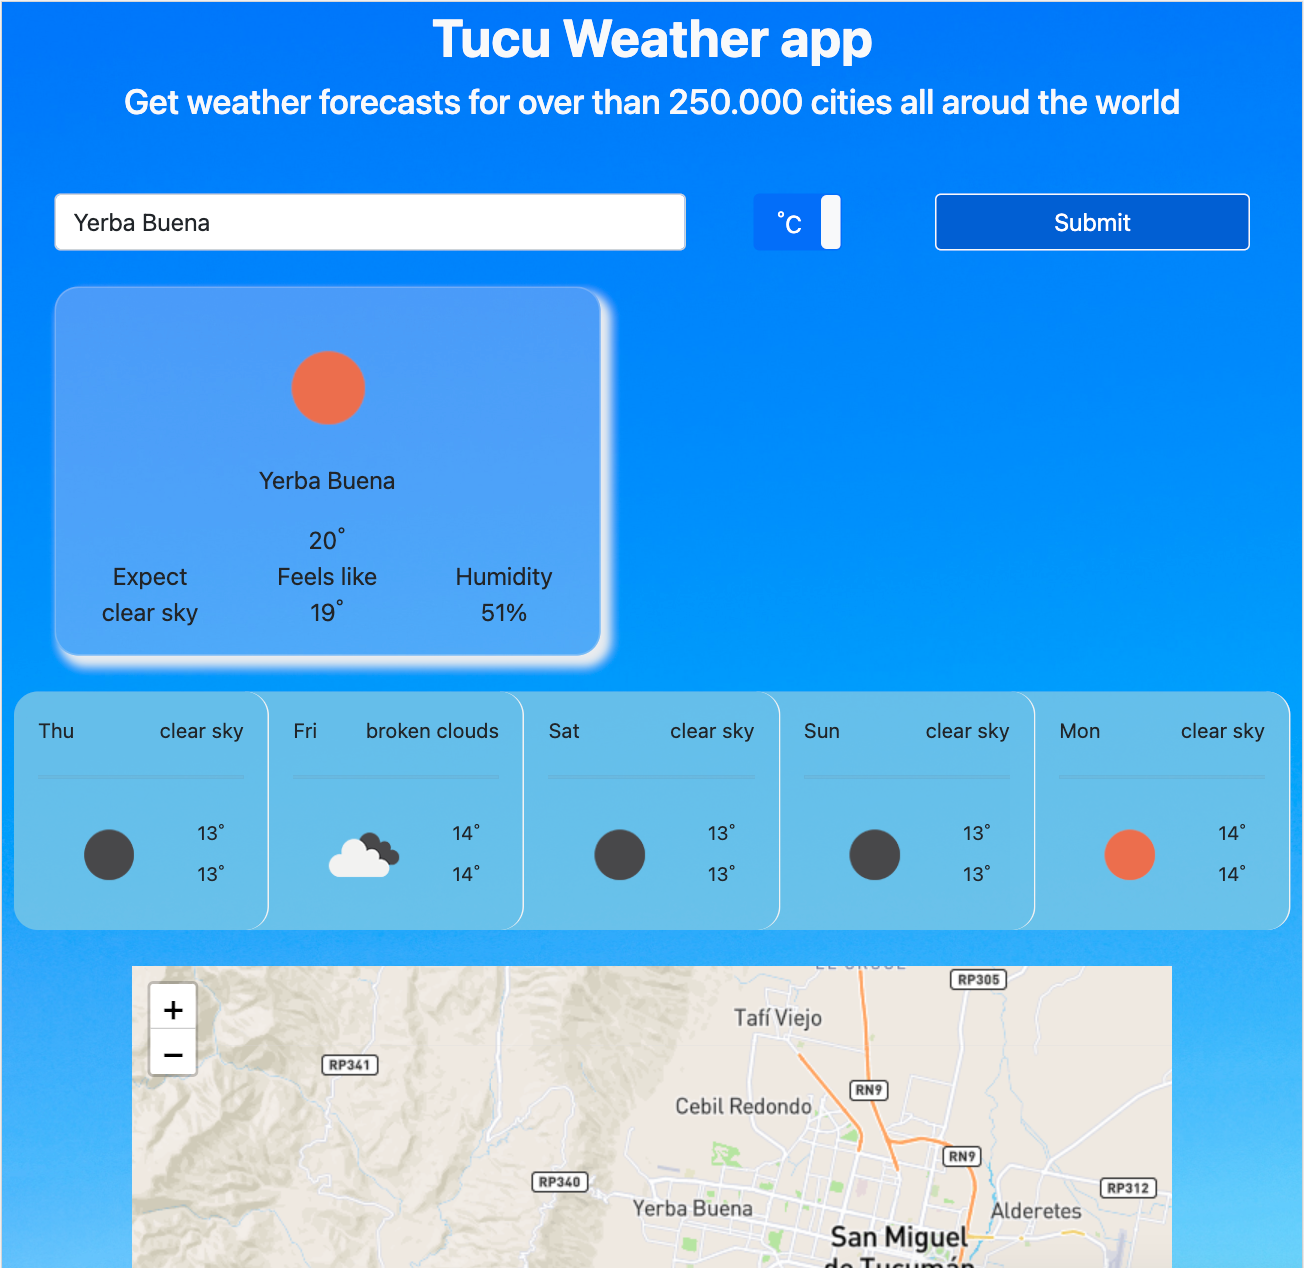 Tucu Weather app
Get weather forecasts for over than 250.000 cities all aroud the world
Yerba Buena
˚C
Submit
Yerba Buena
20˚
Expect Feels like Humidity
clear sky 19˚ 51%
Thu clear sky
13˚
13˚
Fri broken clouds
14˚
14˚
Sat clear sky
13˚
13˚
Sun clear sky
13˚
13˚
Mon clear sky
14˚
14˚
+
−
RP305
Tafí Viejo
RP341
RN9
Cebil Redondo
RN9
RP340
RP312
Yerba Buena
Alderetes
San Miguel
de Tucumán